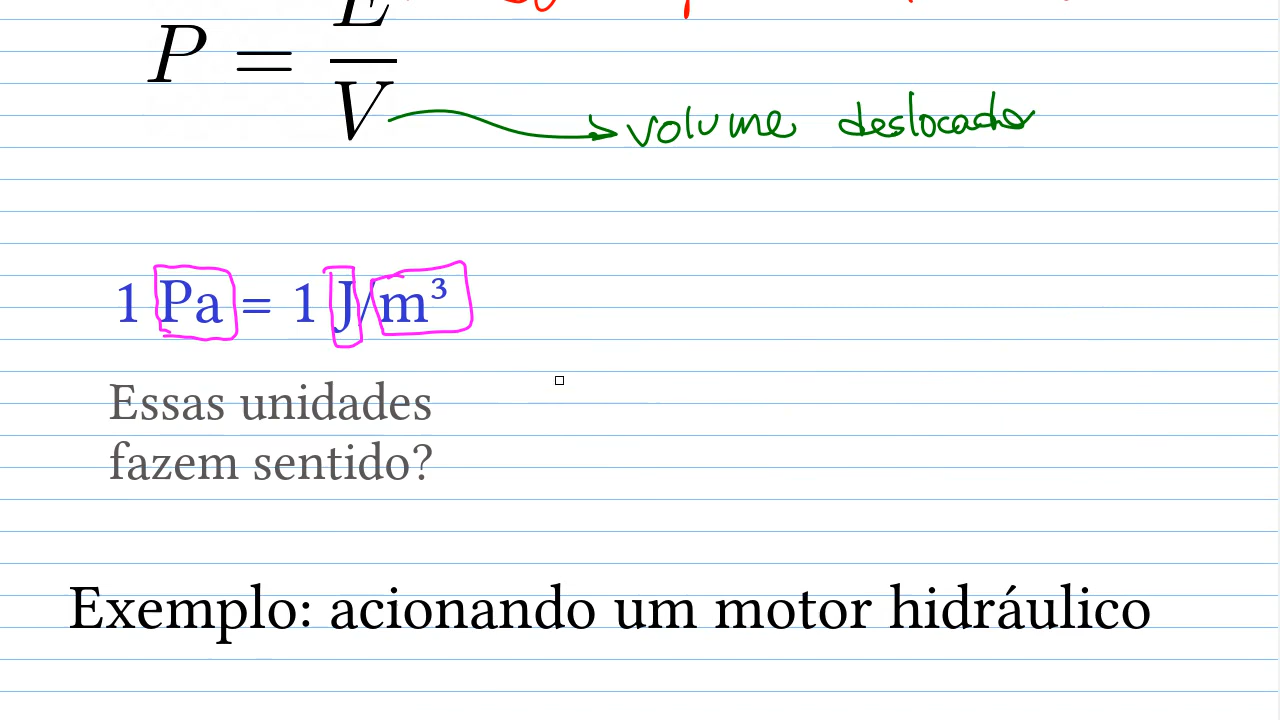 P = E
V
volume deslocado
1 Pa = 1 J/m³
Essas unidades
fazem sentido?
Exemplo: acionando um motor hidráulico